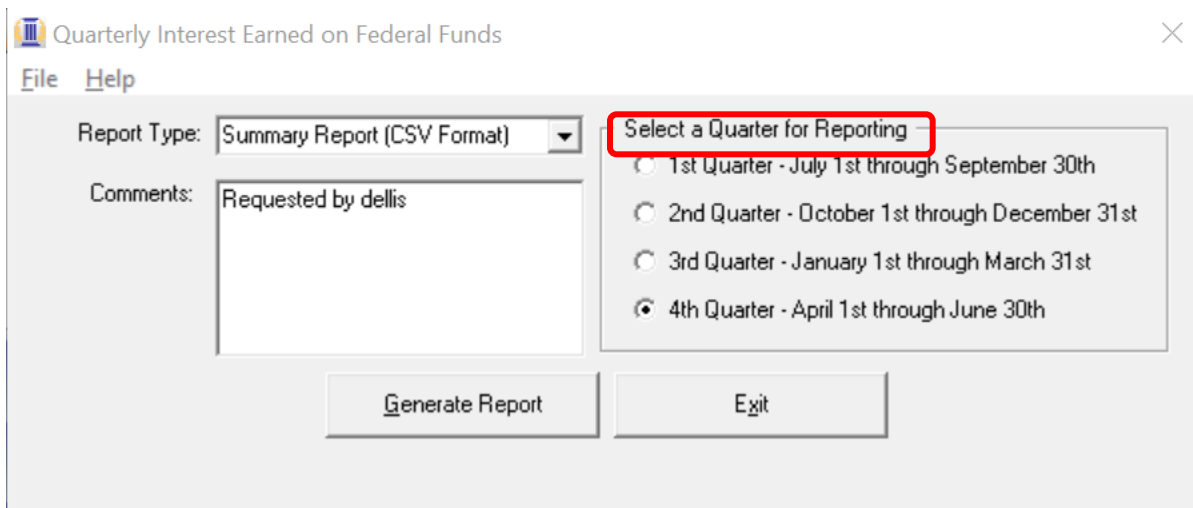 Quarterly Interest Earned on Federal Funds
File Help
Report Type: Summary Report (CSV Format)
Comments: Requested by dellis
Select a Quarter for Reporting
1st Quarter - July 1st through September 30th
2nd Quarter - October 1st through December 31st
3rd Quarter - January 1st through March 31st
4th Quarter - April 1st through June 30th
Generate Report Exit